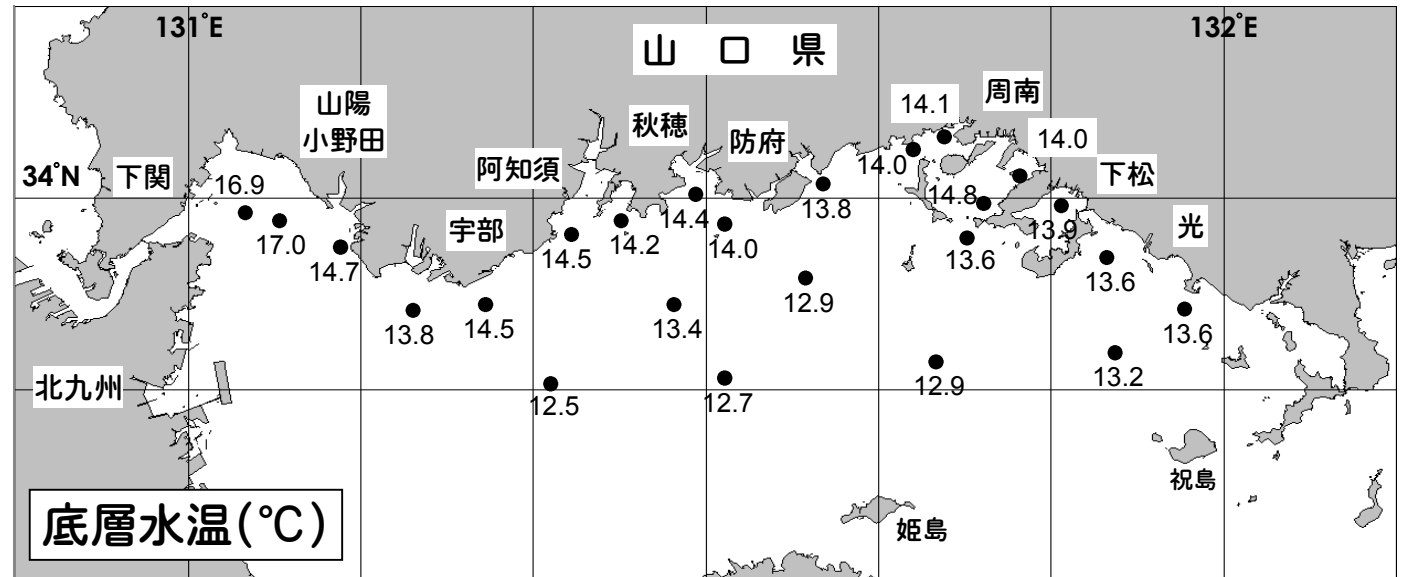 131°E
132°E
山 口 県
山陽
小野田
秋穂
防府
14.1
周南
14.0
14.0
34°N
下関
16.9
阿知須
下松
14.8
13.8
14.4
13.9
17.0
宇部
14.5
14.2
14.0
光
14.7
13.6
13.6
12.9
13.8
14.5
13.4
13.6
北九州
12.5
12.7
12.9
13.2
祝島
底層水温(℃)
姫島